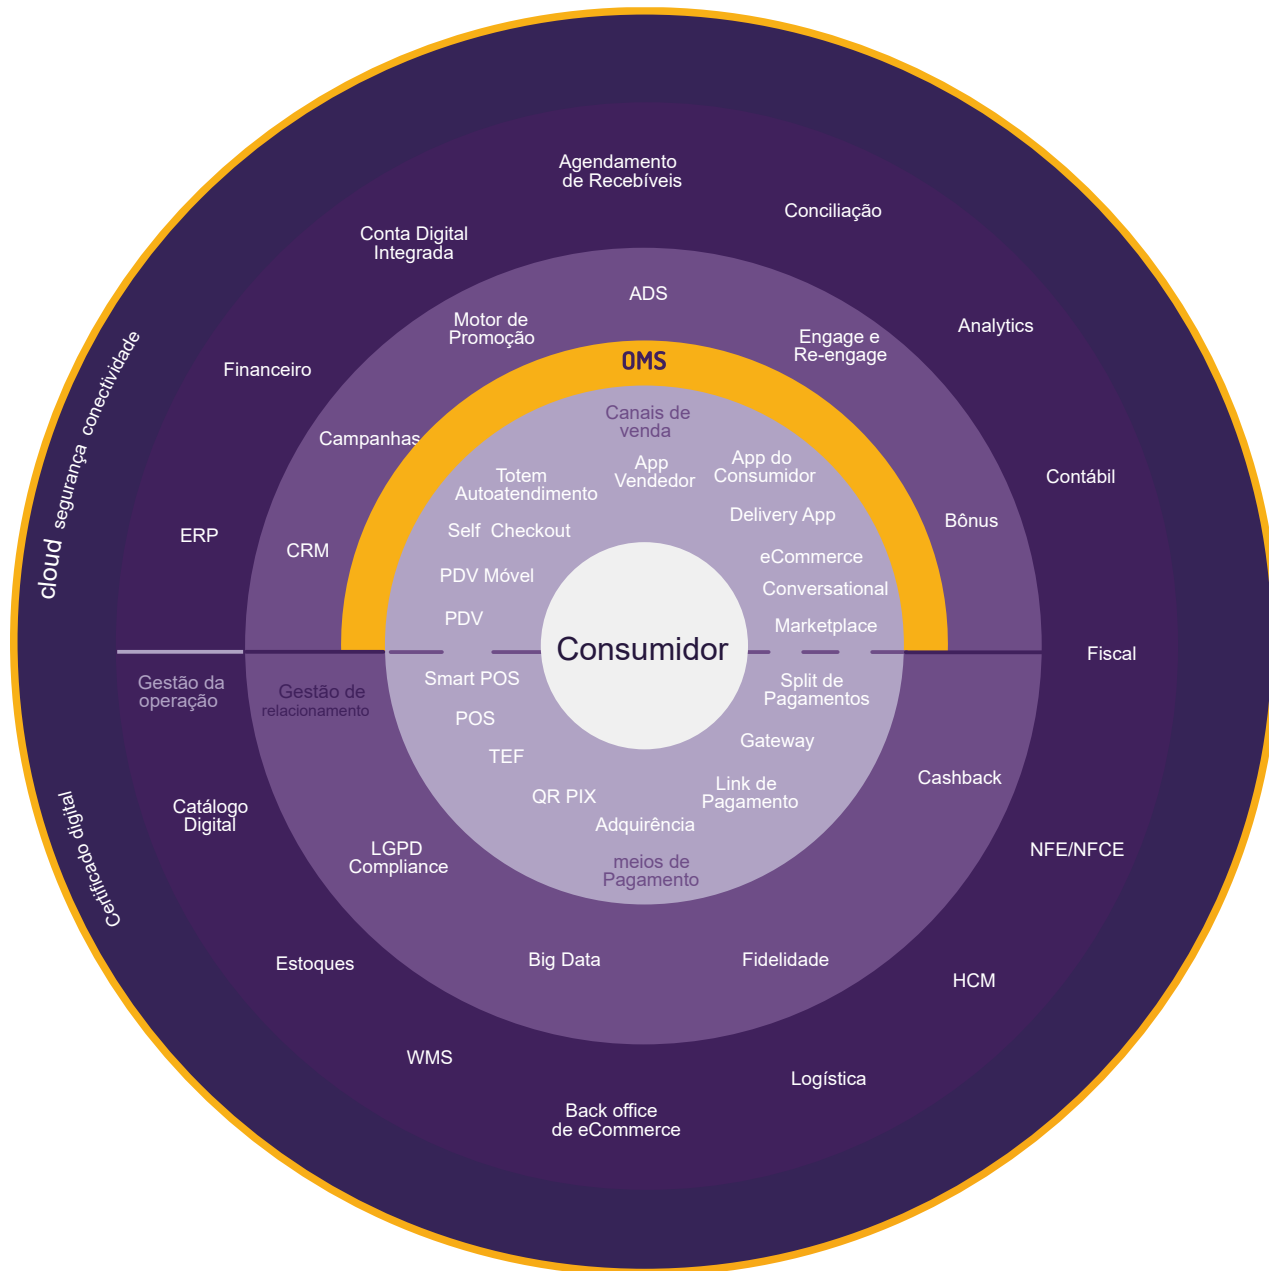 Agendamento
de Recebíveis
Conciliação
Conta Digital
Integrada
ADS
Motor de
Promoção
Analytics
Engage e
Re-engage
OMS
Financeiro
Campanhas
Canais de
venda
App
Vendedor
App do
Consumidor
Totem
Autoatendimento
Contábil
Delivery App
Bônus
Self Checkout
ERP
CRM
eCommerce
PDV Móvel
Conversational
PDV
Marketplace
cloud segurança conectividade
Consumidor
Fiscal
Gestão da
operação
Gestão de
relacionamento
Smart POS
Split de
Pagamentos
POS
Gateway
TEF
Cashback
QR PIX
Link de
Pagamento
Catálogo
Digital
Adquirência
LGPD
Compliance
meios de
Pagamento
NFE/NFCE
Certificado digital
Estoques
Big Data
Fidelidade
HCM
WMS
Logística
Back office
de eCommerce